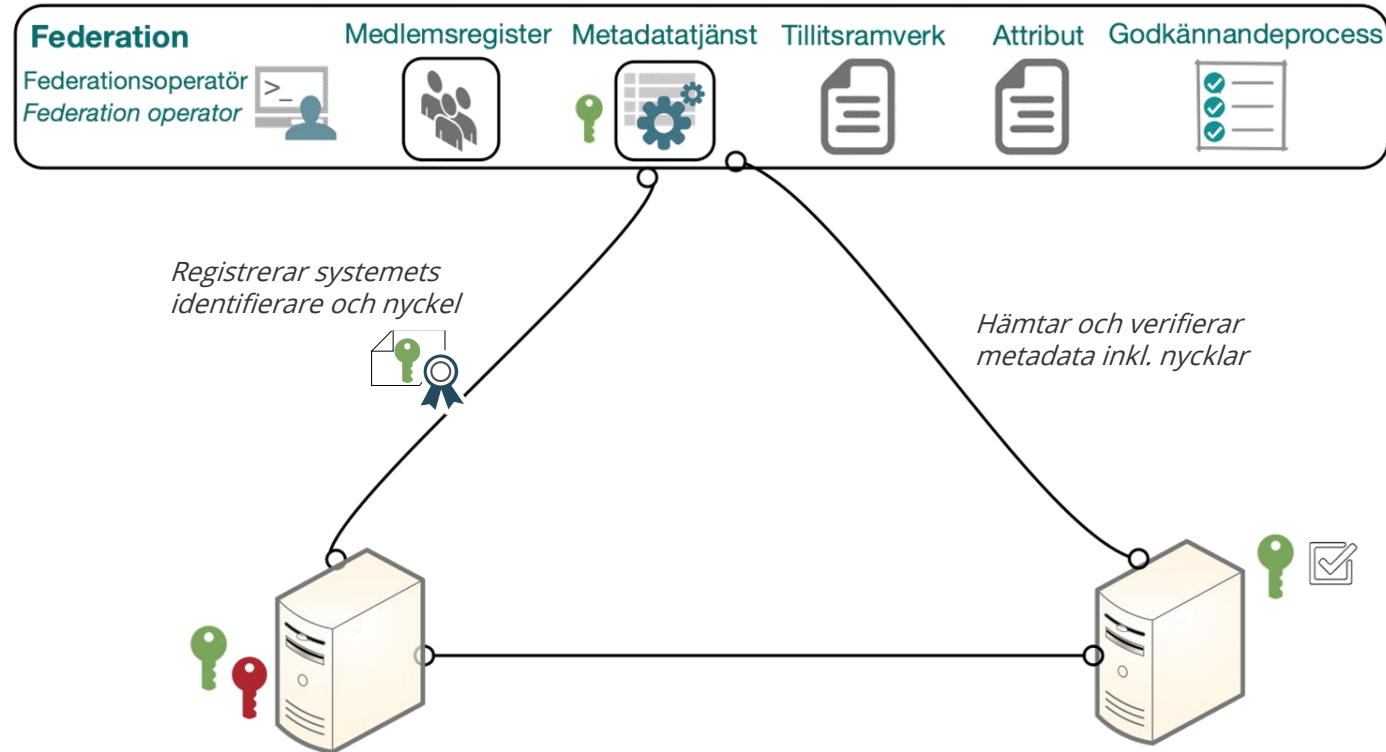 Federation
Federationsoperatör
Federation operator
Medlemsregister
Metadatatjänst
Tillitsramverk
Attribut
Godkännandeprocess
>_
Registrerar systemets
identifierare och nyckel
Hämtar och verifierar
metadata inkl. nycklar